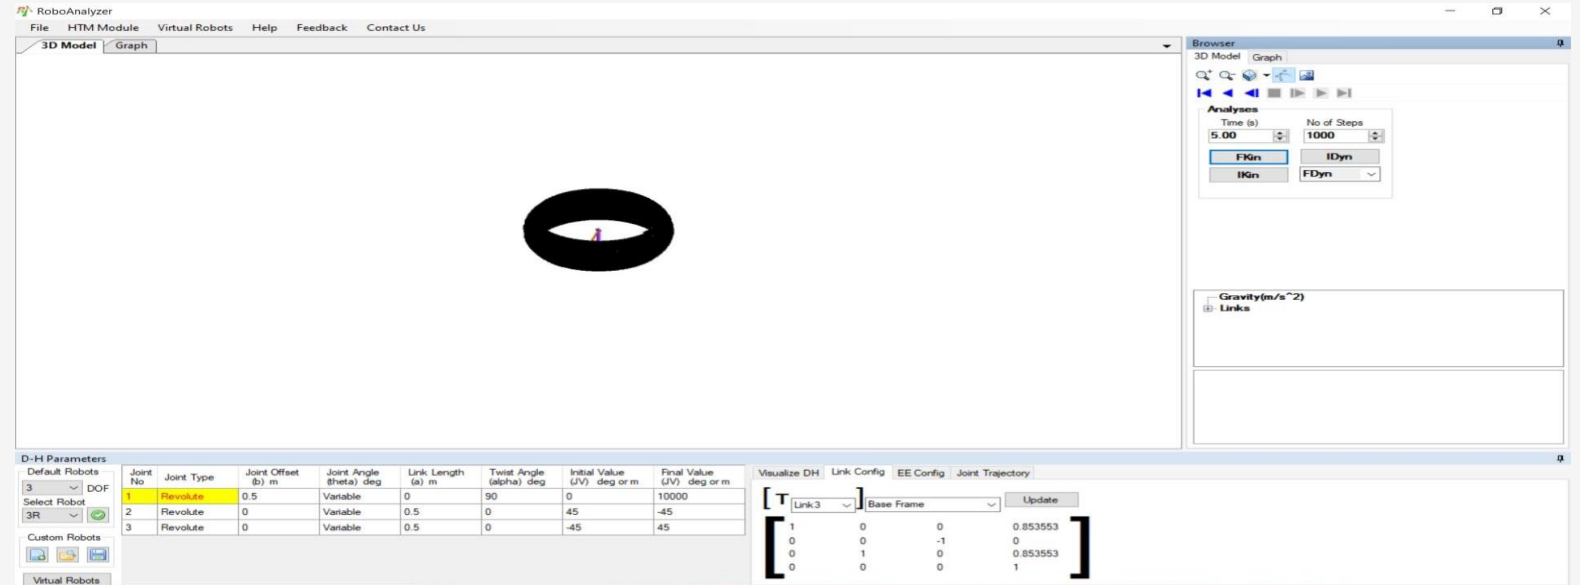 RoboAnalyzer
File HTM Module Virtual Robots Help Feedback Contact Us
3D Model Graph
Browser
3D Model Graph
Analyses
Time (s) No of Steps
5.00 1000
FKin IDyn
IKin FDyn
Gravity(m/s^2)
Links
D-H Parameters
Default Robots
3 DOF
Select Robot
3R
Custom Robots
Virtual Robots
Joint No Joint Type Joint Offset (b) m Joint Angle (theta) deg Link Length (a) m Twist Angle (alpha) deg Initial Value (JV) deg or m Final Value (JV) deg or m
1 Revolute 0.5 Variable 0 90 0 10000
2 Revolute 0 Variable 0.5 0 45 -45
3 Revolute 0 Variable 0.5 0 -45 45
Visualize DH Link Config EE Config Joint Trajectory
[T Link3 ] Base Frame Update
1 0 0 0.853553
0 0 -1 0
0 1 0 0.853553
0 0 0 1